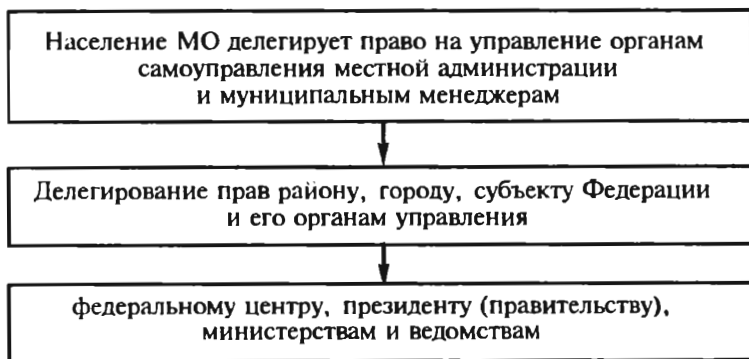 Население МО делегирует право на управление органам
самоуправления местной администрации
и муниципальным менеджерам
Делегирование прав району, городу, субъекту Федерации
и его органам управления
федеральному центру, президенту (правительству),
министерствам и ведомствам